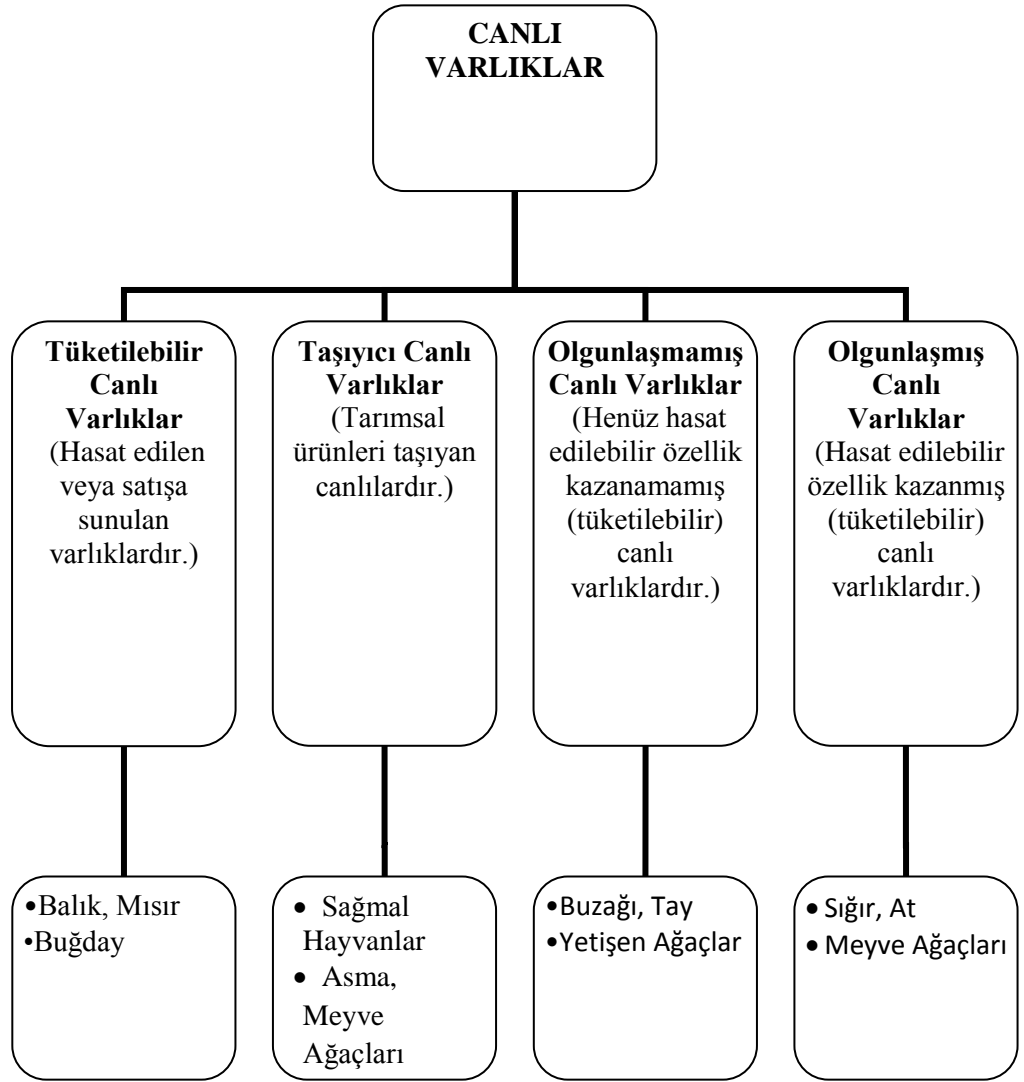 CANLI
VARLIKLAR
Tüketilebilir
Canlı
Varlıklar
(Hasat edilen
veya satışa
sunulan
varlıklardır.)
Taşıyıcı Canlı
Varlıklar
(Tarımsal
ürünleri taşıyan
canlılardır.)
Olgunlaşmamış
Canlı Varlıklar
(Henüz hasat
edilebilir özellik
kazanamamış
(tüketilebilir)
canlı
varlıklardır.)
Olgunlaşmış
Canlı
Varlıklar
(Hasat edilebilir
özellik kazanmış
(tüketilebilir)
canlı
varlıklardır.)
•Balık, Mısır
•Buğday
• Sağmal
Hayvanlar
• Asma,
Meyve
Ağaçları
•Buzağı, Tay
•Yetişen Ağaçlar
• Sığır, At
• Meyve Ağaçları